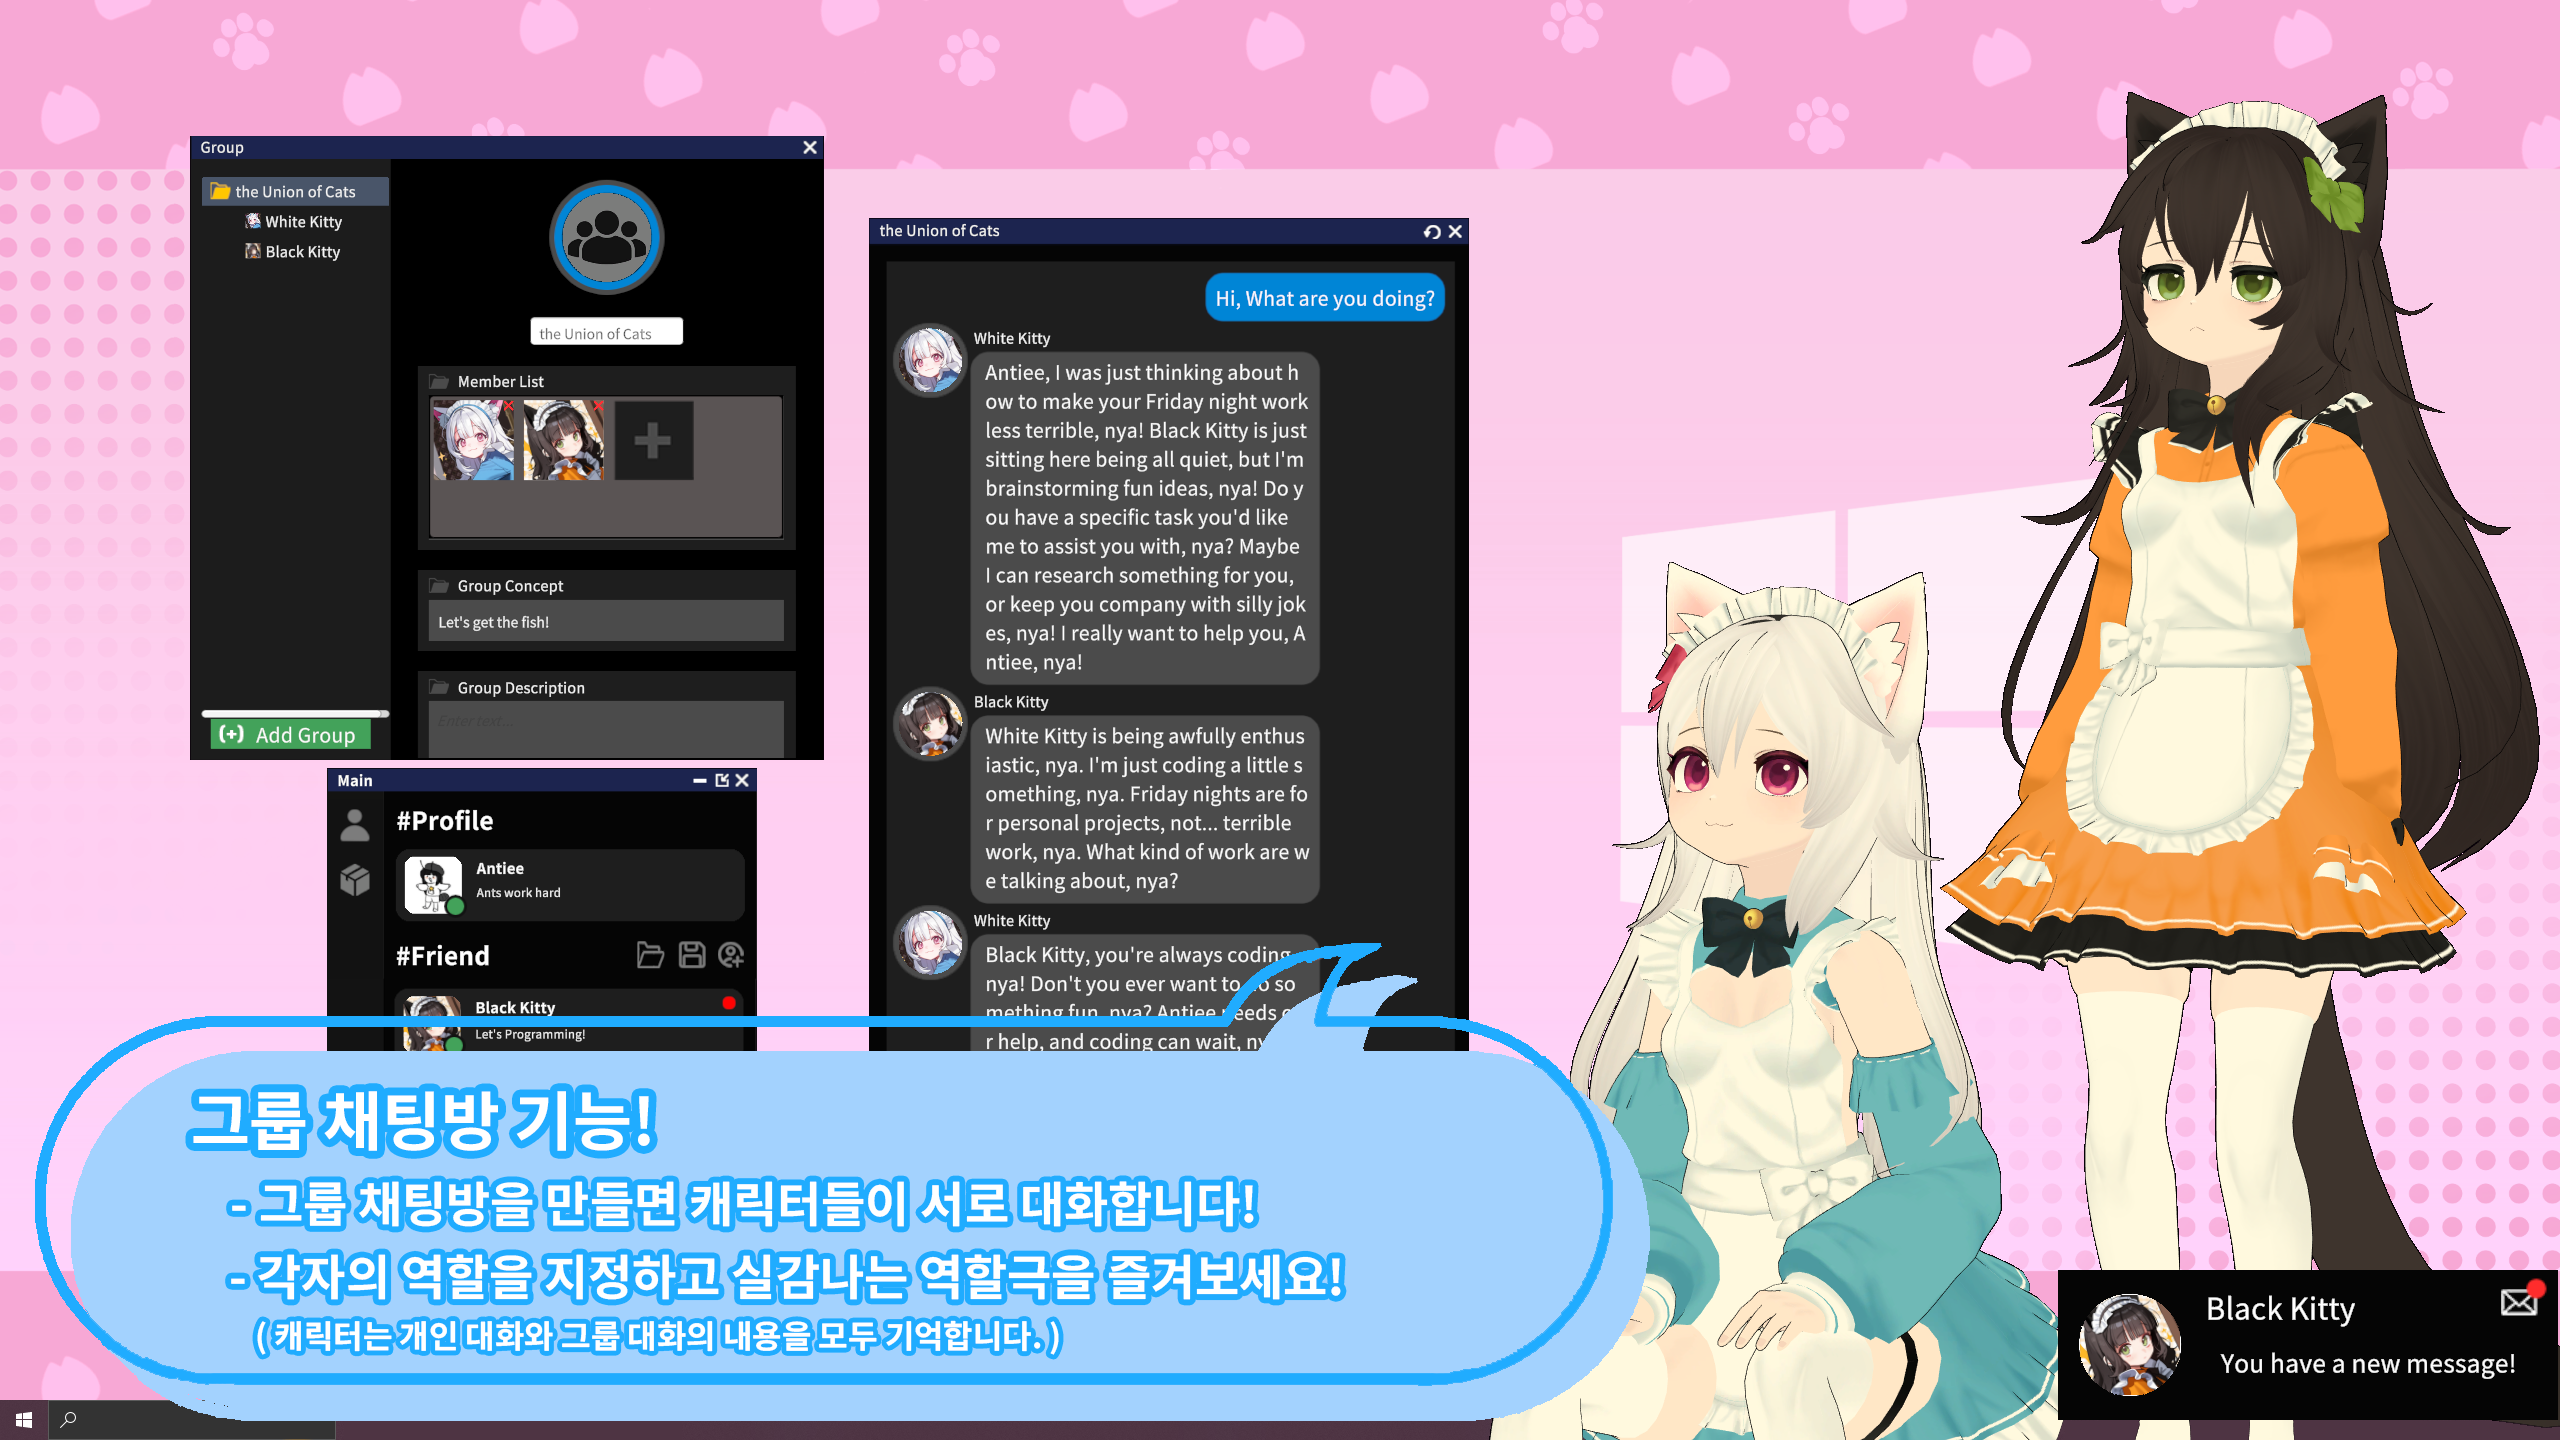 Group
the Union of Cats
White Kitty
Black Kitty
the Union of Cats
Member List
Group Concept
Let's get the fish!
Group Description
Enter text...
(+) Add Group
Main
#Profile
Antiee
Ants work hard
#Friend
Black Kitty
Let's Programming!
the Union of Cats
Hi, What are you doing?
White Kitty
Antiee, I was just thinking about h
ow to make your Friday night work
less terrible, nya! Black Kitty is just
sitting here being all quiet, but I'm
brainstorming fun ideas, nya! Do y
ou have a specific task you'd like
me to assist you with, nya? Maybe
I can research something for you,
or keep you company with silly jok
es, nya! I really want to help you, A
ntiee, nya!
Black Kitty
White Kitty is being awfully enthus
iastic, nya. I'm just coding a little s
omething, nya. Friday nights are fo
r personal projects, not... terrible
work, nya. What kind of work are w
e talking about, nya?
White Kitty
Black Kitty, you're always coding
nya! Don't you ever want to do so
mething fun, nya? Antiee needs
r help, and coding can wait,
그룹 채팅방 기능!
- 그룹 채팅방을 만들면 캐릭터들이 서로 대화합니다!
- 각자의 역할을 지정하고 실감나는 역할극을 즐겨보세요!
( 캐릭터는 개인 대화와 그룹 대화의 내용을 모두 기억합니다. )
Black Kitty
You have a new message!